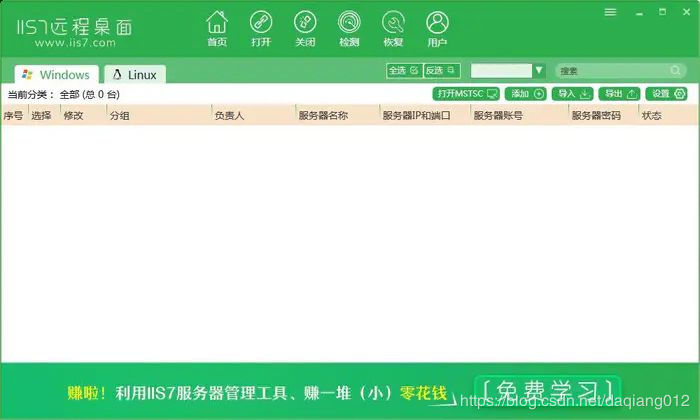 IIS7远程桌面
www.iis7.com
首页 打开 关闭 检测 恢复 用户
Windows Linux 全选 反选 搜索
当前分类： 全部 (总 0 台) 打开MSTSC 添加 导入 导出 设置
序号 选择 修改 分组 负责人 服务器名称 服务器IP和端口 服务器账号 服务器密码 状态
赚啦！利用IIS7服务器管理工具、赚一堆（小）零花钱 [免费学习]
https://blog.csdn.net/daqiang012